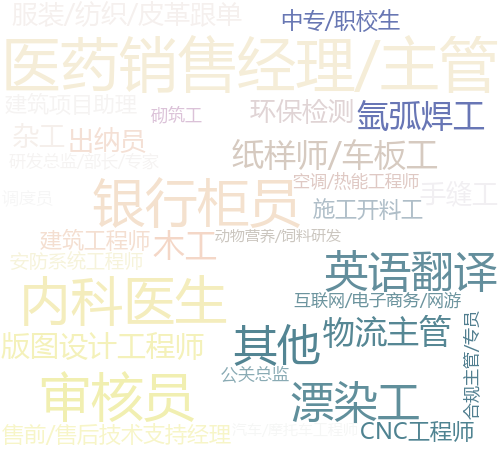 服装/纺织/皮革跟单
中专/职校生
医药销售经理/主管
建筑项目助理
砌筑工
环保检测
氩弧焊工
杂工
出纳员
纸样师/车板工
研发总监/部长/专家
空调/热能工程师
调度员
银行柜员
手缝工
施工开料工
建筑工程师
木工
动物营养/饲料研发
安防系统工程师
英语翻译
内科医生
互联网/电子商务/网游
版图设计工程师
其他
物流主管
合规主管/专员
公关总监
审核员
漂染工
售前/售后技术支持经理
汽车/摩托车工程师
CNC工程师